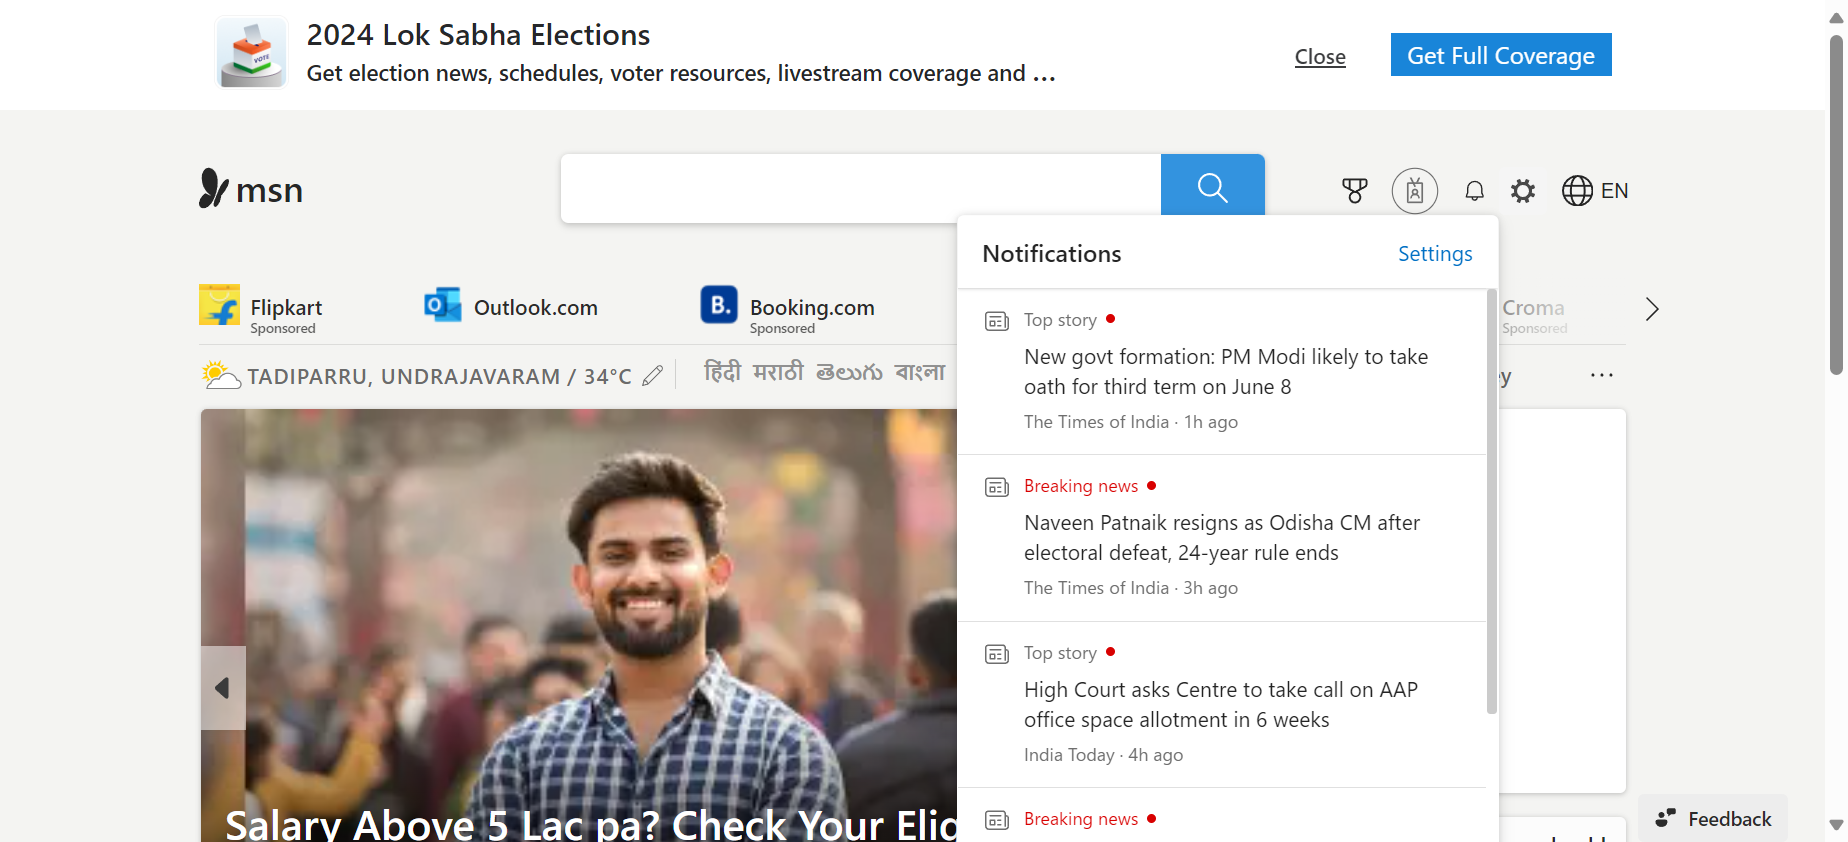 2024 Lok Sabha Elections
Get election news, schedules, voter resources, livestream coverage and ...
Close
Get Full Coverage
VOTE
msn
EN
Notifications
Settings
Flipkart
Sponsored
Outlook.com
Booking.com
Sponsored
Croma
Sponsored
TADIPARRU, UNDRAJAVARAM / 34°C
हिंदी मराठी తెలుగు বাংলা
Top story
New govt formation: PM Modi likely to take
oath for third term on June 8
The Times of India · 1h ago
Breaking news
Naveen Patnaik resigns as Odisha CM after
electoral defeat, 24-year rule ends
The Times of India · 3h ago
Top story
High Court asks Centre to take call on AAP
office space allotment in 6 weeks
India Today · 4h ago
Breaking news
Salary Above 5 Lac pa? Check Your
Feedback